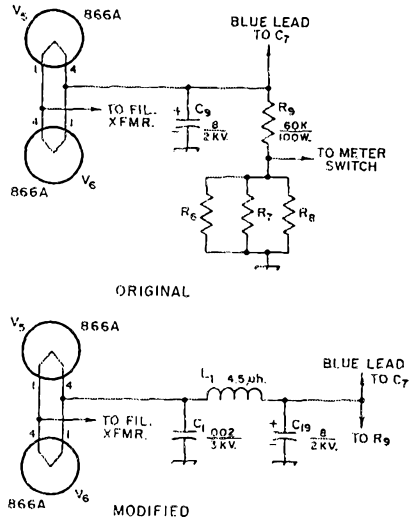 V5 866A
BLUE LEAD
TO C7
1 4
TO FIL.
XFMR.
+ C9
- 8
2 KV.
R9
60K
100W.
TO METER
SWITCH
4 1
866A V6
R6 R7 R8
ORIGINAL
V5 866A
1 4
L1 4.5 μh.
BLUE LEAD
TO C7
TO FIL.
XFMR.
C1
.002
3 KV.
+ C19
- 8
2 KV.
TO R9
4 1
866A V6
MODIFIED